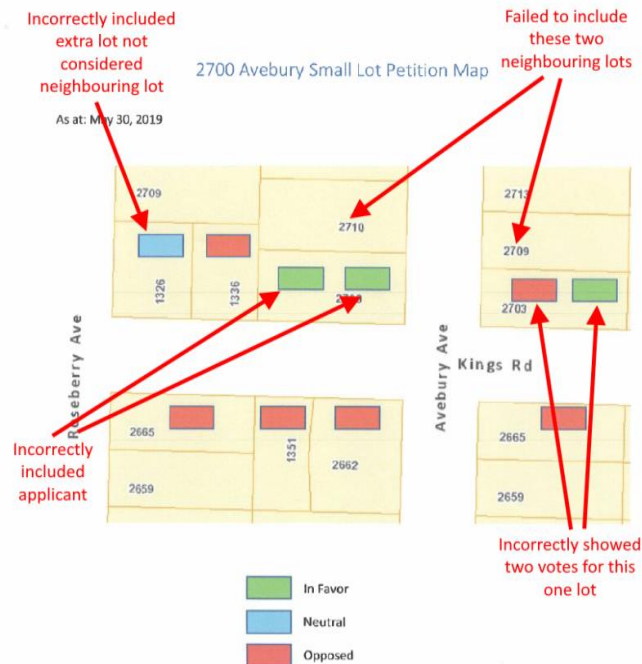 Incorrectly included
extra lot not
considered
neighbouring lot
Failed to include
these two
neighbouring lots
2700 Avebury Small Lot Petition Map
As at: May 30, 2019
2709
2710
2713
2709
1326
1336
2703
Roseberry Ave
Avebury Ave
Kings Rd
2665
1351
2662
2665
2659
2659
Incorrectly
included
applicant
Incorrectly showed
two votes for this
one lot
In Favor
Neutral
Opposed